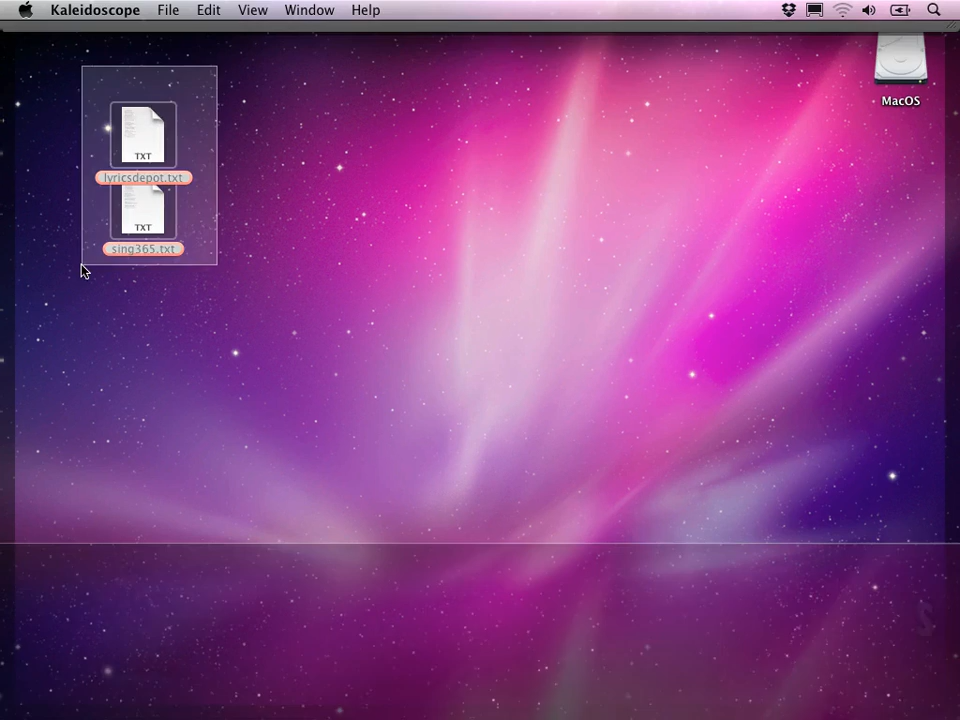 Kaleidoscope File Edit View Window Help
MacOS
TXT
lyricsdepot.txt
TXT
sing365.txt